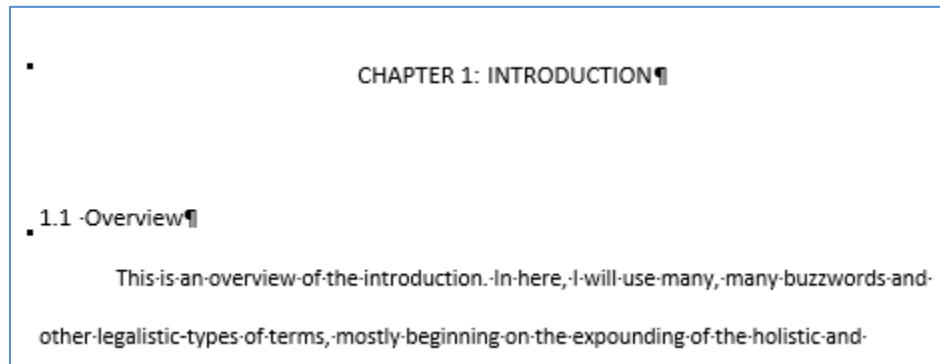 CHAPTER 1: INTRODUCTION¶
1.1 ·Overview¶
This·is·an·overview·of·the·introduction.·In·here,·I·will·use·many,·many·buzzwords·and·
other·legalistic-types·of·terms,·mostly·beginning·on·the·expounding·of·the·holistic·and·